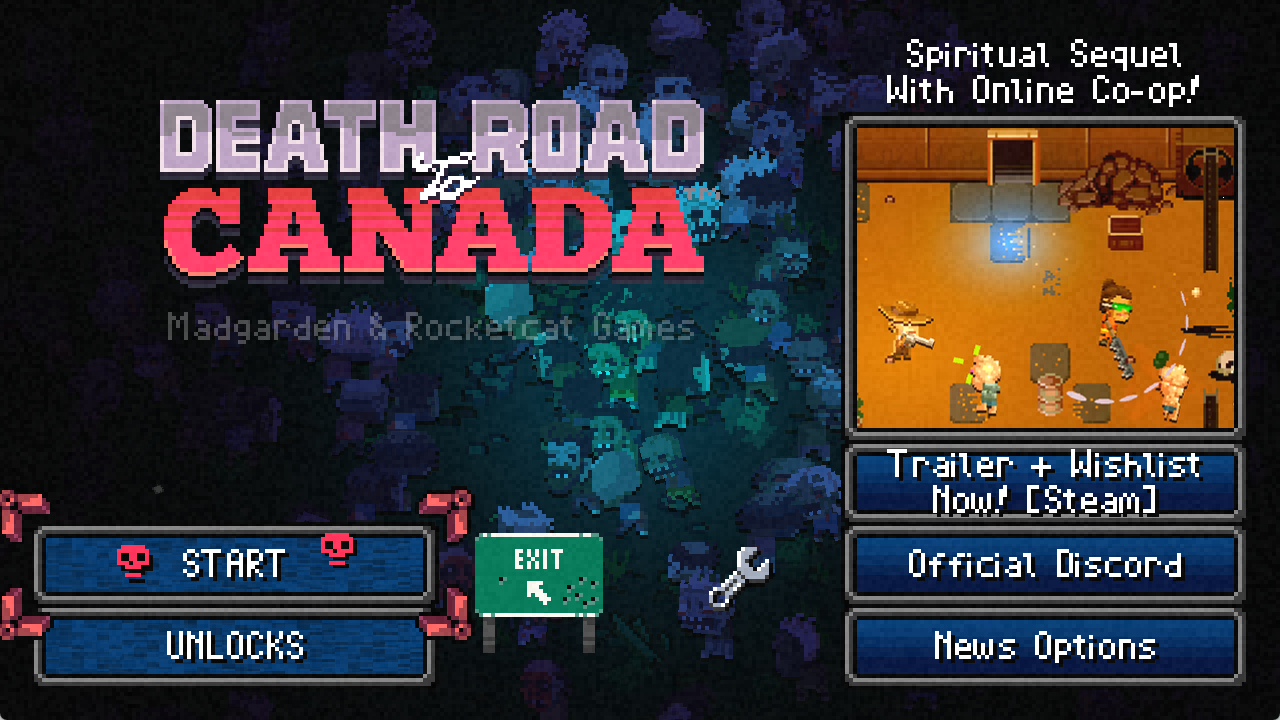 DEATH ROAD
to
CANADA
Madgarden & Rocketcat Games
START
UNLOCKS
EXIT
Spiritual Sequel
With Online Co-op!
Trailer + Wishlist
Now! [Steam]
Official Discord
News Options